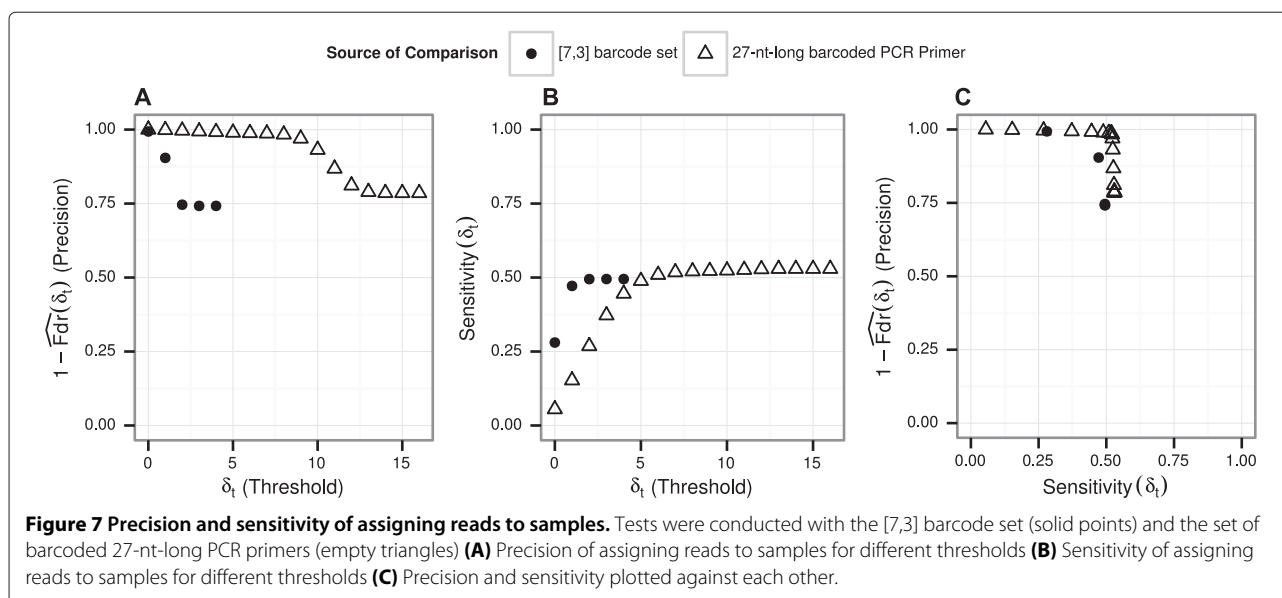 Source of Comparison [7,3] barcode set 27-nt-long barcoded PCR Primer
A
1.00
0.75
0.50
0.25
0.00
1 − F̂dr(δt) (Precision)
0 5 10 15
δt (Threshold)
B
1.00
0.75
0.50
0.25
0.00
Sensitivity (δt)
0 5 10 15
δt (Threshold)
C
1.00
0.75
0.50
0.25
0.00
1 − F̂dr(δt) (Precision)
0.00 0.25 0.50 0.75 1.00
Sensitivity (δt)
Figure 7 Precision and sensitivity of assigning reads to samples. Tests were conducted with the [7,3] barcode set (solid points) and the set of
barcoded 27-nt-long PCR primers (empty triangles) (A) Precision of assigning reads to samples for different thresholds (B) Sensitivity of assigning
reads to samples for different thresholds (C) Precision and sensitivity plotted against each other.